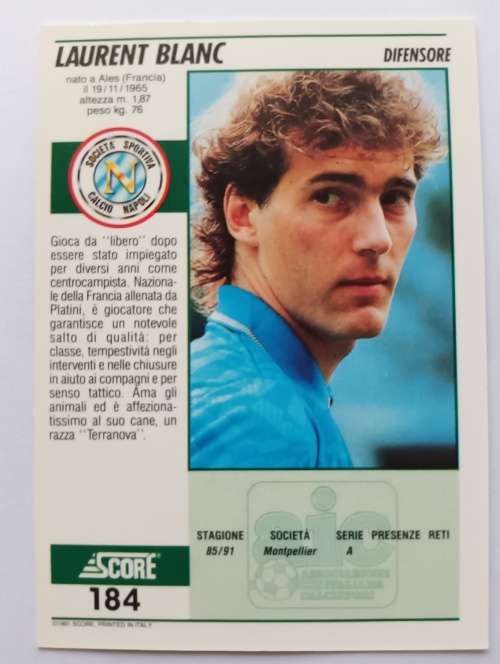 LAURENT BLANC
DIFENSORE
nato a Ales (Francia)
il 19/11/1965
altezza m. 1,87
peso kg. 76
SOCIETÀ SPORTIVA
N
CALCIO NAPOLI
Gioca da ''libero'' dopo
essere stato impiegato
per diversi anni come
centrocampista. Naziona-
le della Francia allenata da
Platini, è giocatore che
garantisce un notevole
salto di qualità: per
classe, tempestività negli
interventi e nelle chiusure
in aiuto ai compagni e per
senso tattico. Ama gli
animali ed è affeziona-
tissimo al suo cane, un
razza ''Terranova''.
STAGIONE SOCIETÀ SERIE PRESENZE RETI
85/91 Montpellier A
aic
ASSOCIAZIONE
ITALIANA
CALCIATORI
SCORE
184
©1991 SCORE, PRINTED IN ITALY